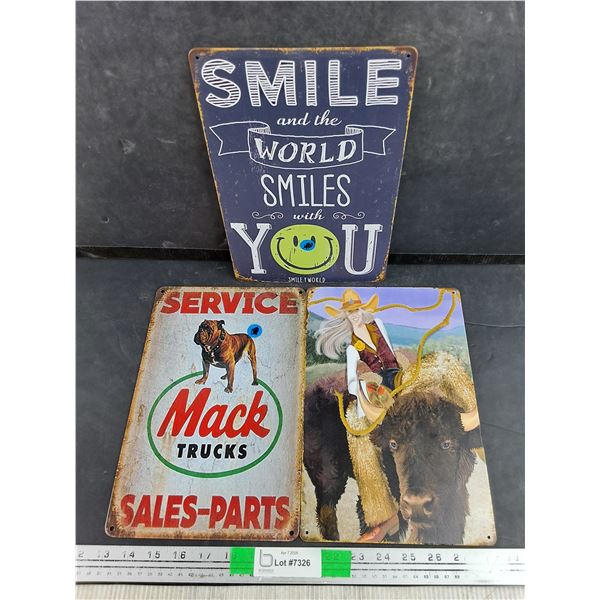 SMILE
and the
WORLD
SMILES
with
YOU
SMILEYWORLD
SERVICE
Mack
TRUCKS
SALES-PARTS
Lot #7326